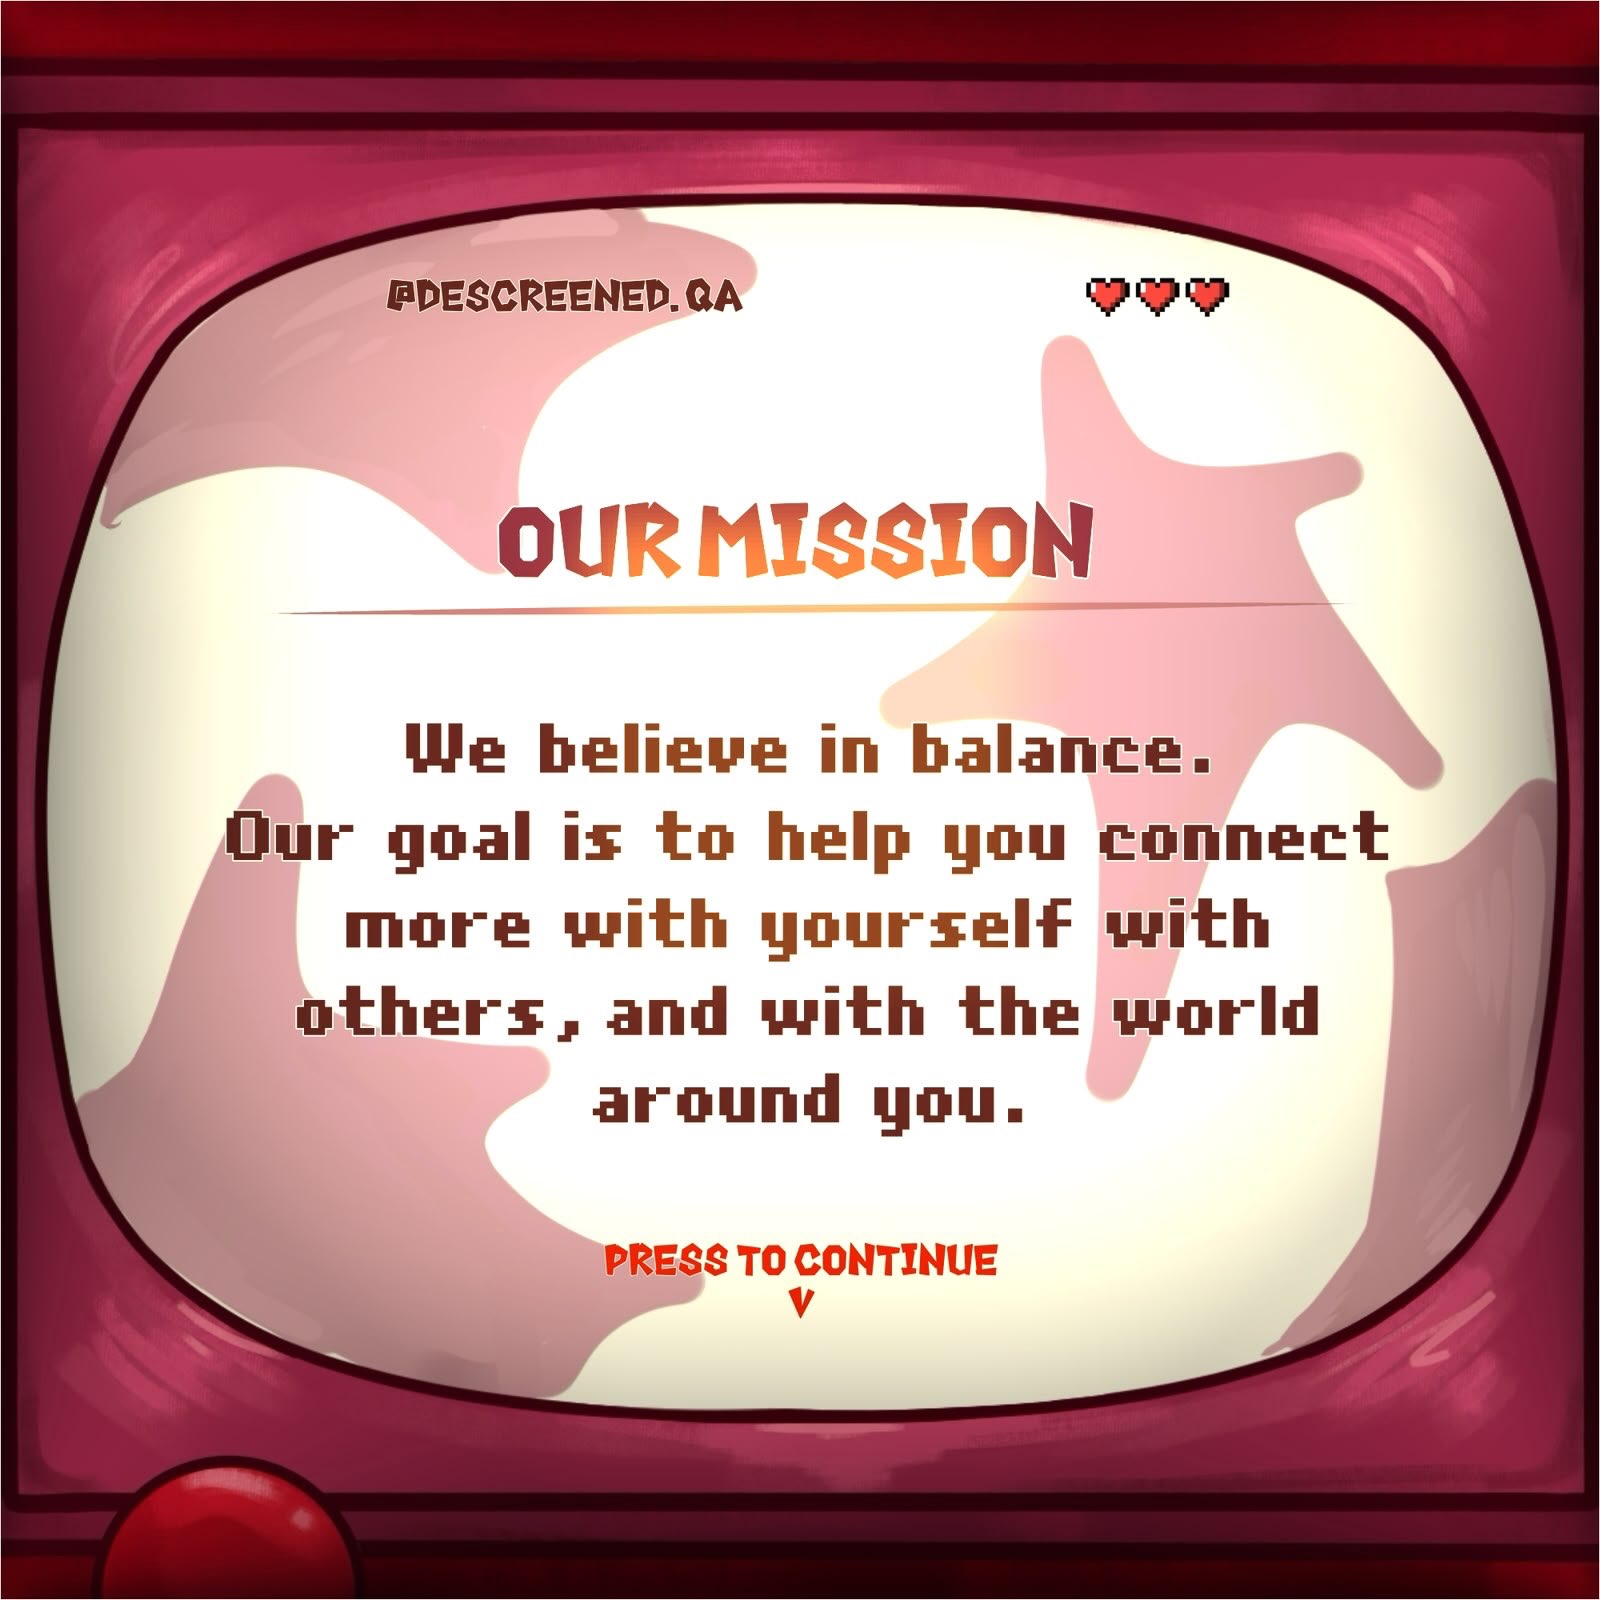 @DESCREENED.QA
OUR MISSION
We believe in balance.
Our goal is to help you connect
more with yourself with
others, and with the world
around you.
PRESS TO CONTINUE
V